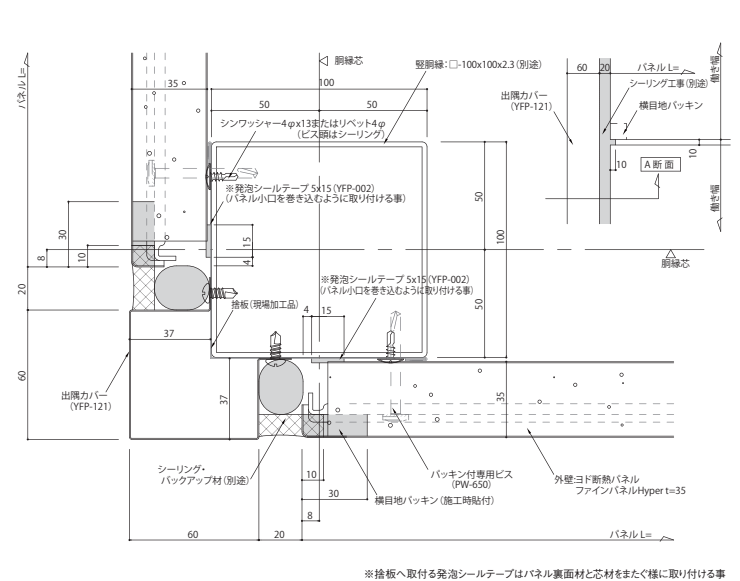 胴縁芯
竪胴縁：□-100x100x2.3（別途）
パネル L=
35
100
50
50
シンワッシャー4φx13またはリベット4φ
（ビス頭はシーリング）
※発泡シールテープ 5x15（YFP-002）
（パネル小口を巻き込むように取り付ける事）
60
20
パネル L=
働き幅
シーリング工事（別途）
出隅カバー
（YFP-121）
横目地パッキン
10
10
A断面
働き幅
50
100
50
胴縁芯
30
8
10
15
4
20
60
※発泡シールテープ 5x15（YFP-002）
（パネル小口を巻き込むように取り付ける事）
捨板（現場加工品）
4
15
37
37
出隅カバー
（YFP-121）
35
シーリング・
バックアップ材（別途）
10
30
8
パッキン付専用ビス
（PW-650）
横目地パッキン（施工時貼付）
外壁：ヨド断熱パネル
ファインパネルHyper t=35
60
20
パネル L=
※捨板へ取付る発泡シールテープはパネル裏面材と芯材をまたぐ様に取り付ける事